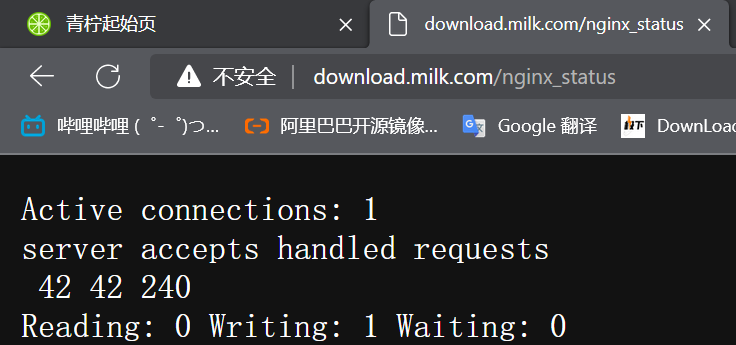 青柠起始页
download.milk.com/nginx_status
不安全
download.milk.com/nginx_status
哔哩哔哩 (゜-゜)つ...
阿里巴巴开源镜像...
Google 翻译
DownLoa
Active connections: 1
server accepts handled requests
42 42 240
Reading: 0 Writing: 1 Waiting: 0